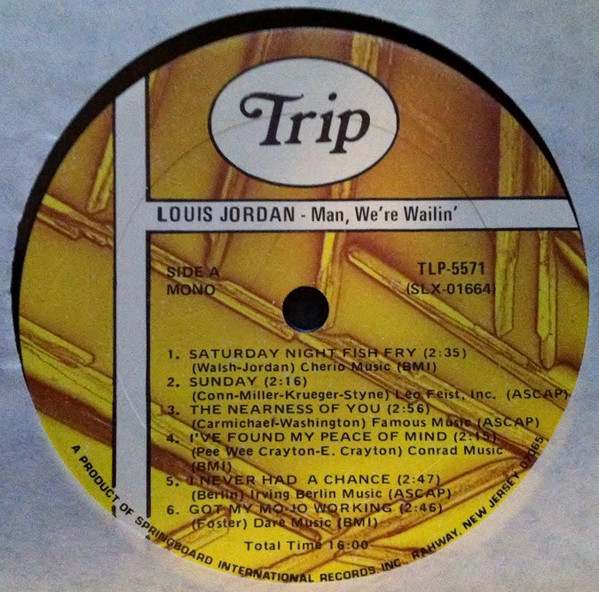 Trip
LOUIS JORDAN - Man, We're Wailin'
SIDE A
MONO
TLP-5571
(SLX-01664)
1. SATURDAY NIGHT FISH FRY (2:35)
(Walsh-Jordan) Cherio Music (BMI)
2. SUNDAY (2:16)
(Conn-Miller-Krueger-Styne) Leo Feist, Inc. (ASCAP)
3. THE NEARNESS OF YOU (2:56)
(Carmichael-Washington) Famous Music (ASCAP)
4. I'VE FOUND MY PEACE OF MIND (2:15)
(Pee Wee Crayton-E. Crayton) Conrad Music
(BMI)
5. I NEVER HAD A CHANCE (2:47)
(Berlin) Irving Berlin Music (ASCAP)
6. GOT MY MO-JO WORKING (2:46)
(Foster) Dare Music (BMI)
Total Time 16:00
A PRODUCT OF SPRINGBOARD INTERNATIONAL RECORDS, INC., RAHWAY, NEW JERSEY 07065